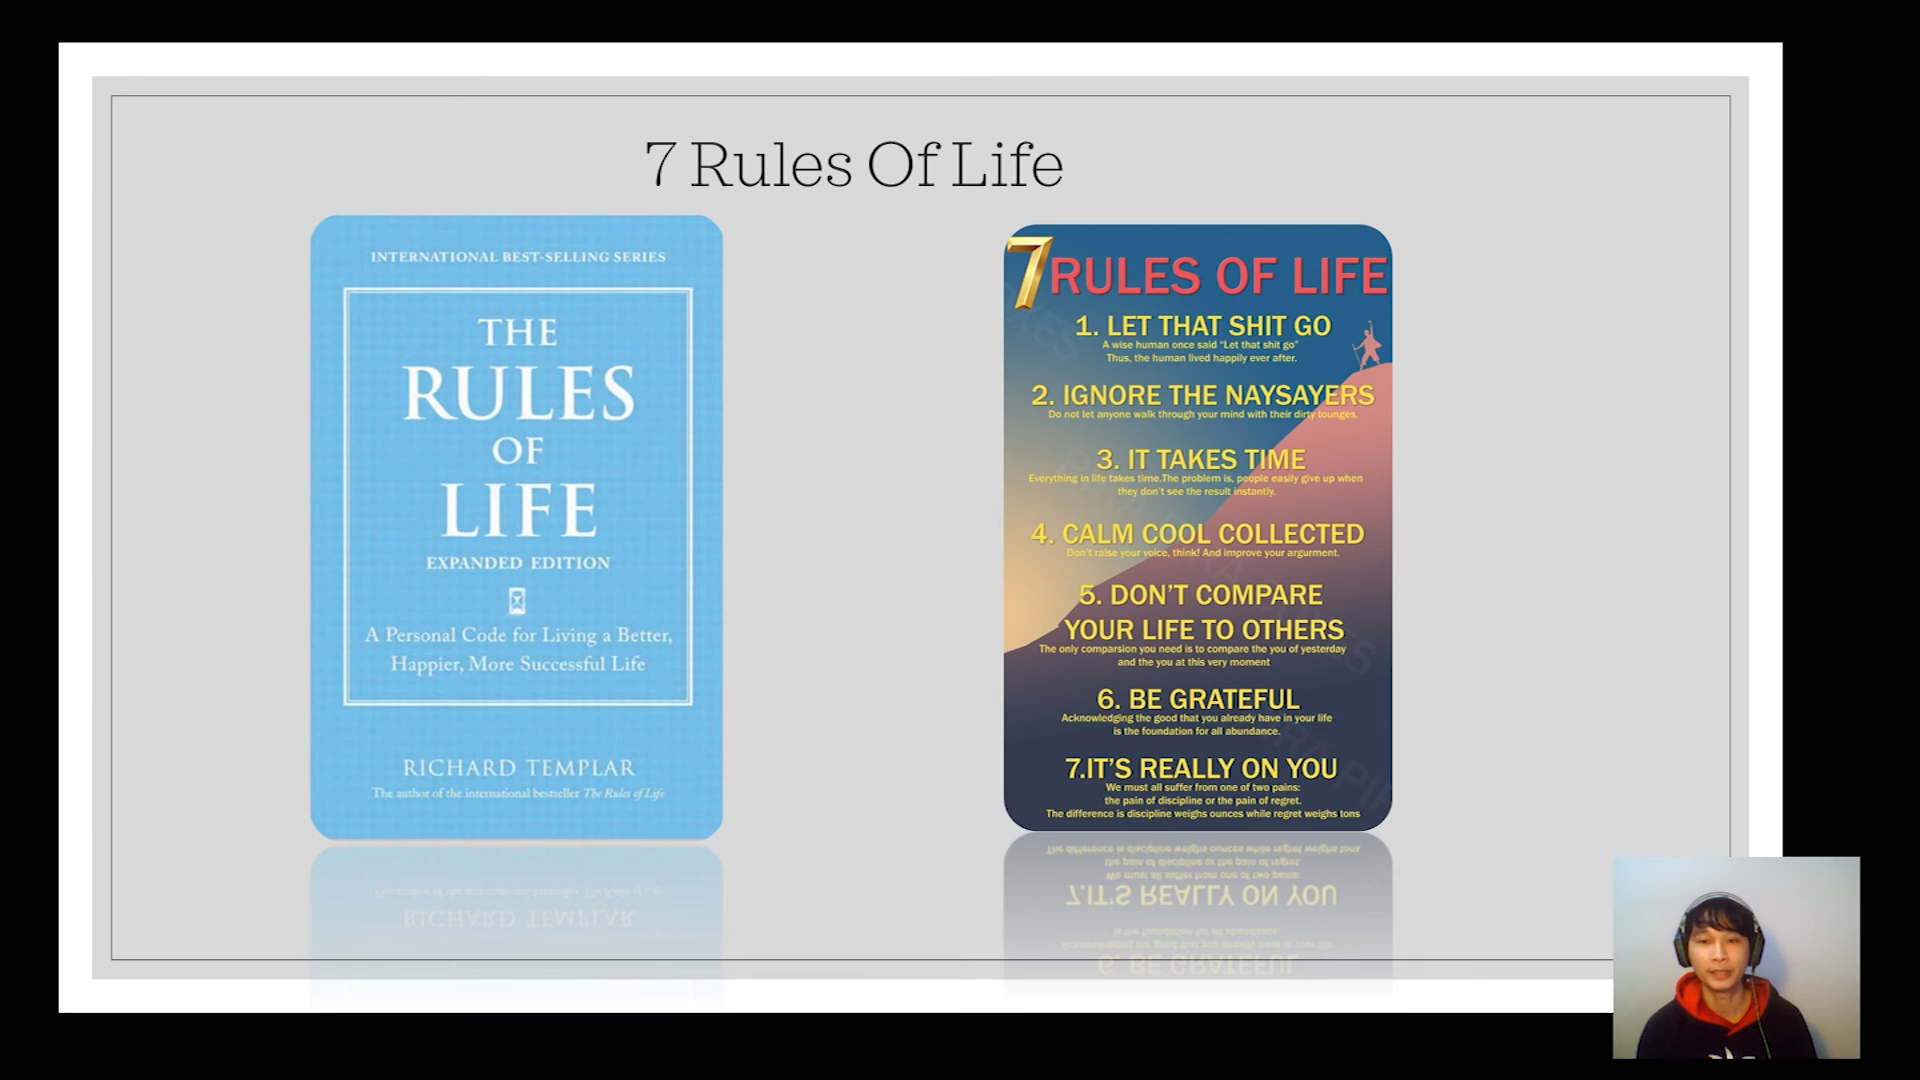 7 Rules Of Life
INTERNATIONAL BEST-SELLING SERIES
THE
RULES
OF
LIFE
EXPANDED EDITION
A Personal Code for Living a Better,
Happier, More Successful Life
RICHARD TEMPLAR
The author of the international bestseller The Rules of Life
7 RULES OF LIFE
1. LET THAT SHIT GO
A wise human once said "Let that shit go"
Thus, the human lived happily ever after.
2. IGNORE THE NAYSAYERS
Do not let anyone walk through your mind with their dirty tounges.
3. IT TAKES TIME
Everything in life takes time.The problem is, people easily give up when
they don't see the result instantly.
4. CALM COOL COLLECTED
Don't raise your voice, think! And improve your argurment.
5. DON'T COMPARE
YOUR LIFE TO OTHERS
The only comparsion you need is to compare the you of yesterday
and the you at this very moment
6. BE GRATEFUL
Acknowledging the good that you already have in your life
is the foundation for all abundance.
7.IT'S REALLY ON YOU
We must all suffer from one of two pains:
the pain of discipline or the pain of regret.
The difference is discipline weighs ounces while regret weighs tons